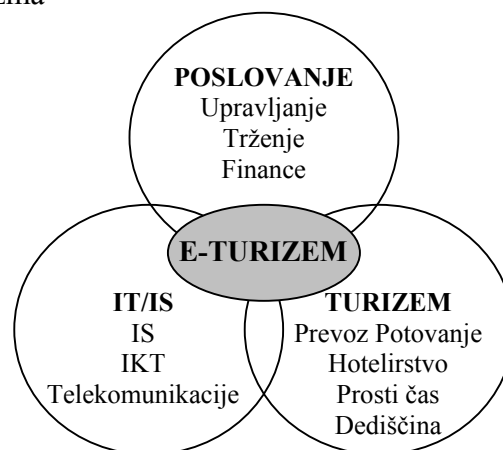 POSLOVANJE
Upravljanje
Trženje
Finance
E-TURIZEM
IT/IS
IS
IKT
Telekomunikacije
TURIZEM
Prevoz Potovanje
Hotelirstvo
Prosti čas
Dediščina